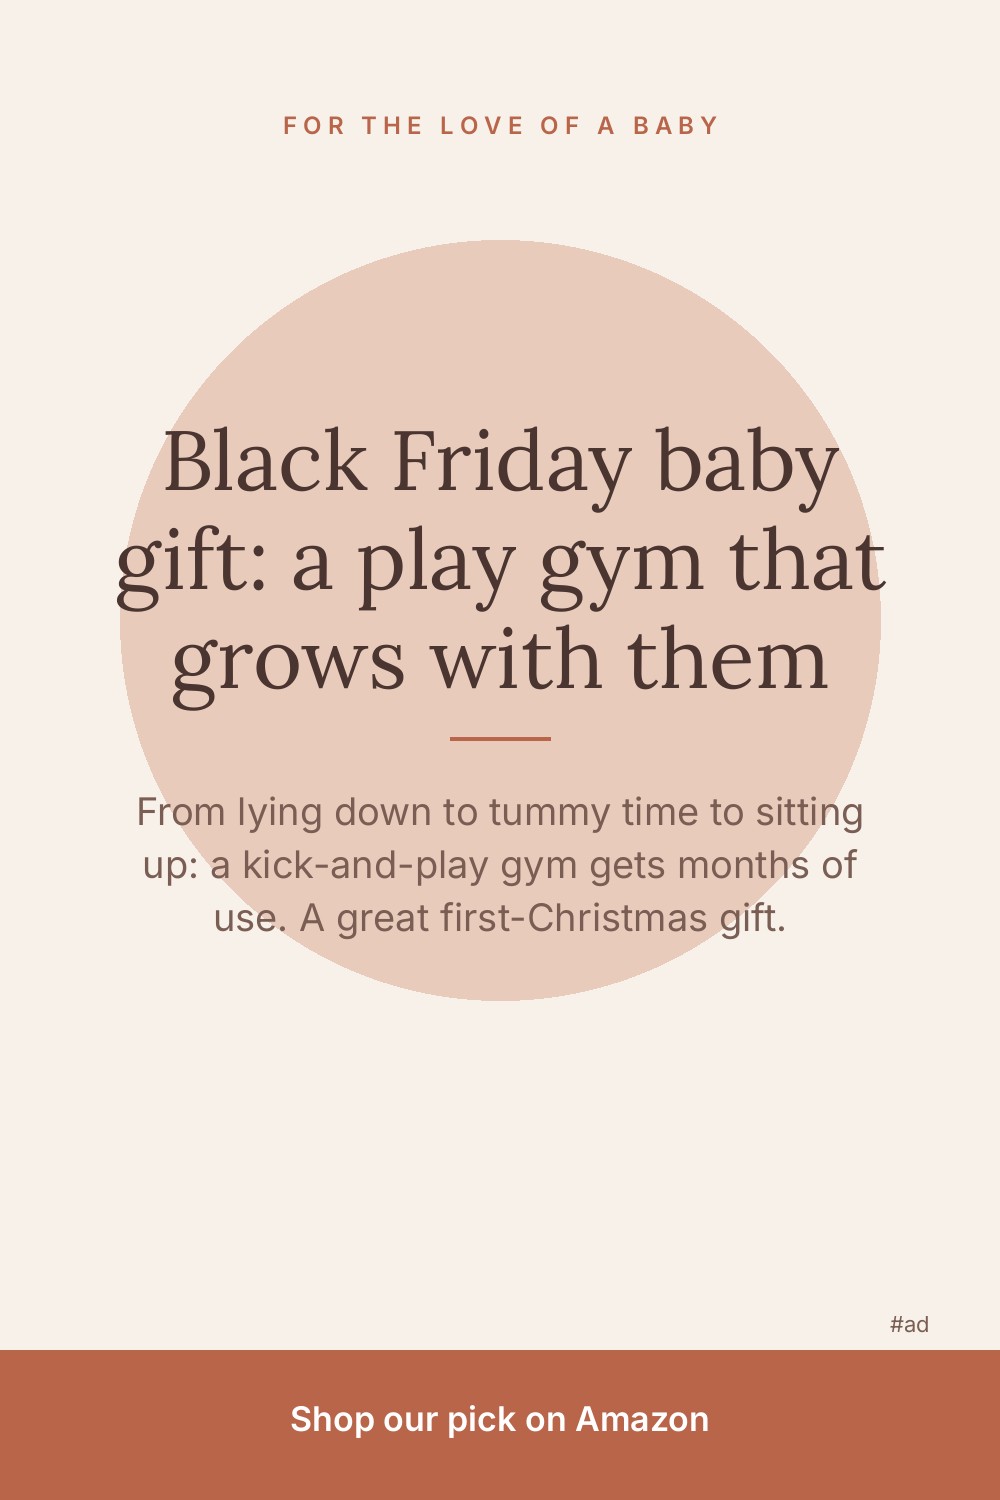 FOR THE LOVE OF A BABY
Black Friday baby
gift: a play gym that
grows with them
From lying down to tummy time to sitting
up: a kick-and-play gym gets months of
use. A great first-Christmas gift.
#ad
Shop our pick on Amazon